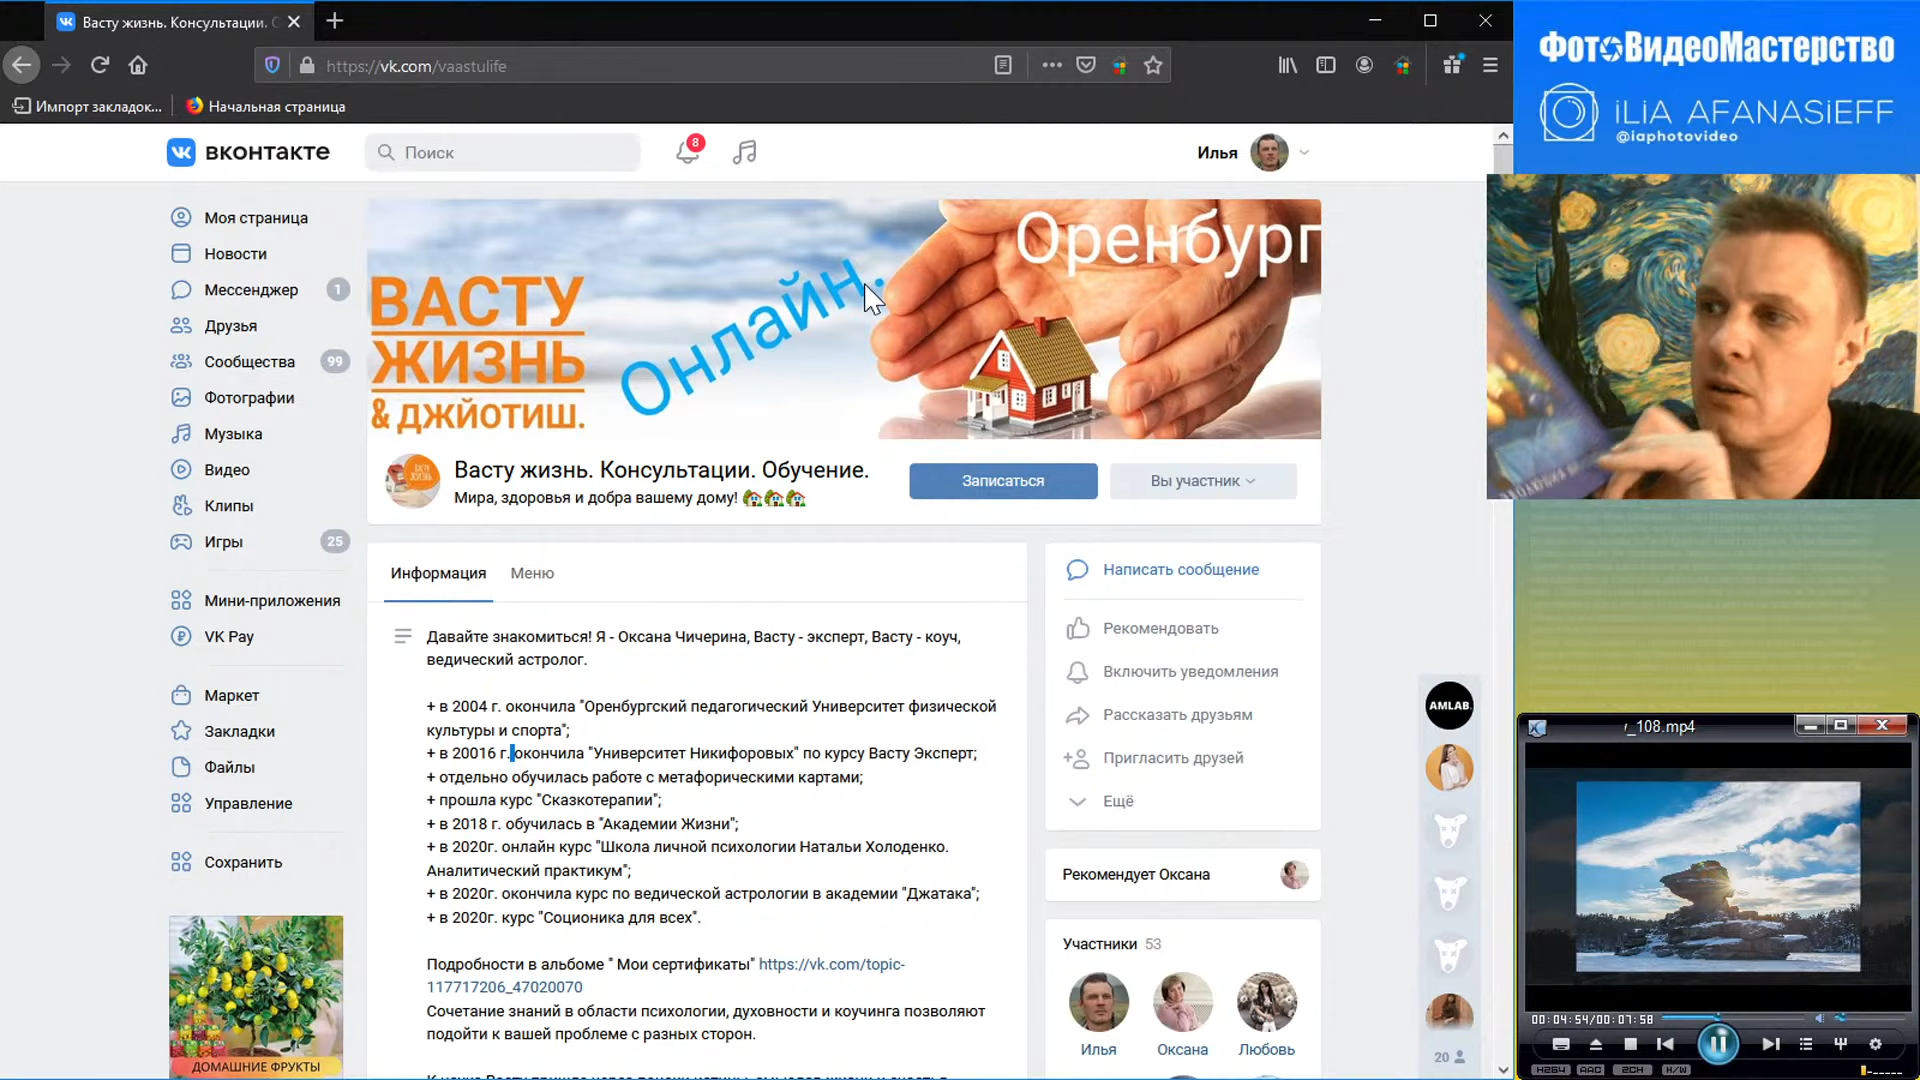 Васту жизнь. Консультации. О
https://vk.com/vaastulife
Импорт закладок...
Начальная страница
ФотоВидеоМастерство
iLiA AFANASiEFF
@iaphotovideo
вконтакте
Поиск
8
Илья
Моя страница
Новости
Мессенджер 1
Друзья
Сообщества 99
Фотографии
Музыка
Видео
Клипы
Игры 25
Мини-приложения
VK Pay
Маркет
Закладки
Файлы
Управление
Сохранить
ДОМАШНИЕ ФРУКТЫ
Оренбург
Онлайн.
ВАСТУ
ЖИЗНЬ
& ДЖЙОТИШ.
Васту жизнь. Консультации. Обучение.
Мира, здоровья и добра вашему дому!
Записаться
Вы участник
Информация
Меню
Давайте знакомиться! Я - Оксана Чичерина, Васту - эксперт, Васту - коуч,
ведический астролог.
+ в 2004 г. окончила "Оренбургский педагогический Университет физической
культуры и спорта";
+ в 20016 г. окончила "Университет Никифоровых" по курсу Васту Эксперт;
+ отдельно обучилась работе с метафорическими картами;
+ прошла курс "Сказкотерапии";
+ в 2018 г. обучилась в "Академии Жизни";
+ в 2020г. онлайн курс "Школа личной психологии Натальи Холоденко.
Аналитический практикум";
+ в 2020г. окончила курс по ведической астрологии в академии "Джатака";
+ в 2020г. курс "Соционика для всех".
Подробности в альбоме " Мои сертификаты" https://vk.com/topic-
117717206_47020070
Сочетание знаний в области психологии, духовности и коучинга позволяют
подойти к вашей проблеме с разных сторон.
Написать сообщение
Рекомендовать
Включить уведомления
Рассказать друзьям
Пригласить друзей
Ещё
Рекомендует Оксана
Участники 53
Илья
Оксана
Любовь
AMLAB.
20
_108.mp4
00:04:54/00:07:58
H264 AAC 2CH H/W